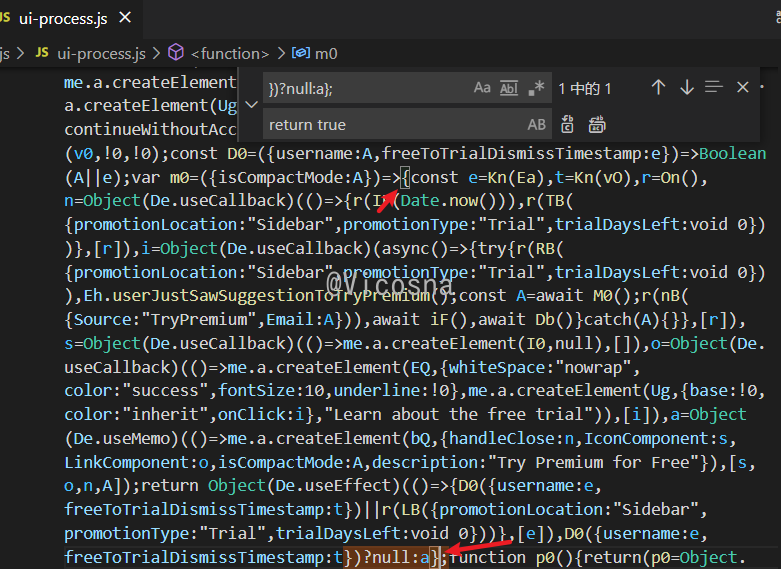 JS ui-process.js ×
js > JS ui-process.js > <function> > m0
})?null:a}; Aa Abl .* 1 中的 1
return true AB
me.a.createElement
a.createElement(Ug
continueWithoutAcc
(v0,!0,!0);const D0=({username:A,freeToTrialDismissTimestamp:e})=>Boolean
(A||e);var m0=({isCompactMode:A})=>{const e=Kn(Ea),t=Kn(vO),r=On(),
n=Object(De.useCallback)(()=>{r(I (Date.now())),r(TB(
{promotionLocation:"Sidebar",promotionType:"Trial",trialDaysLeft:void 0})
)},[r]),i=Object(De.useCallback)(async()=>{try{r(RB(
{promotionLocation:"Sidebar",promotionType:"Trial",trialDaysLeft:void 0})
),Eh.userJustSawSuggestionToTryPremium();const A=await M0();r(nB(
@Vicosna
{Source:"TryPremium",Email:A})),await iF(),await Db()}catch(A){}},[r]),
s=Object(De.useCallback)(()=>me.a.createElement(I0,null),[]),o=Object(De.
useCallback)(()=>me.a.createElement(EQ,{whiteSpace:"nowrap",
color:"success",fontSize:10,underline:!0},me.a.createElement(Ug,{base:!0,
color:"inherit",onClick:i},"Learn about the free trial")),[i]),a=Object
(De.useMemo)(()=>me.a.createElement(bQ,{handleClose:n,IconComponent:s,
LinkComponent:o,isCompactMode:A,description:"Try Premium for Free"}),[s,
o,n,A]);return Object(De.useEffect)(()=>{D0({username:e,
freeToTrialDismissTimestamp:t})||r(LB({promotionLocation:"Sidebar",
promotionType:"Trial",trialDaysLeft:void 0}))},[e]),D0({username:e,
freeToTrialDismissTimestamp:t})?null:a};function p0(){return(p0=Object.